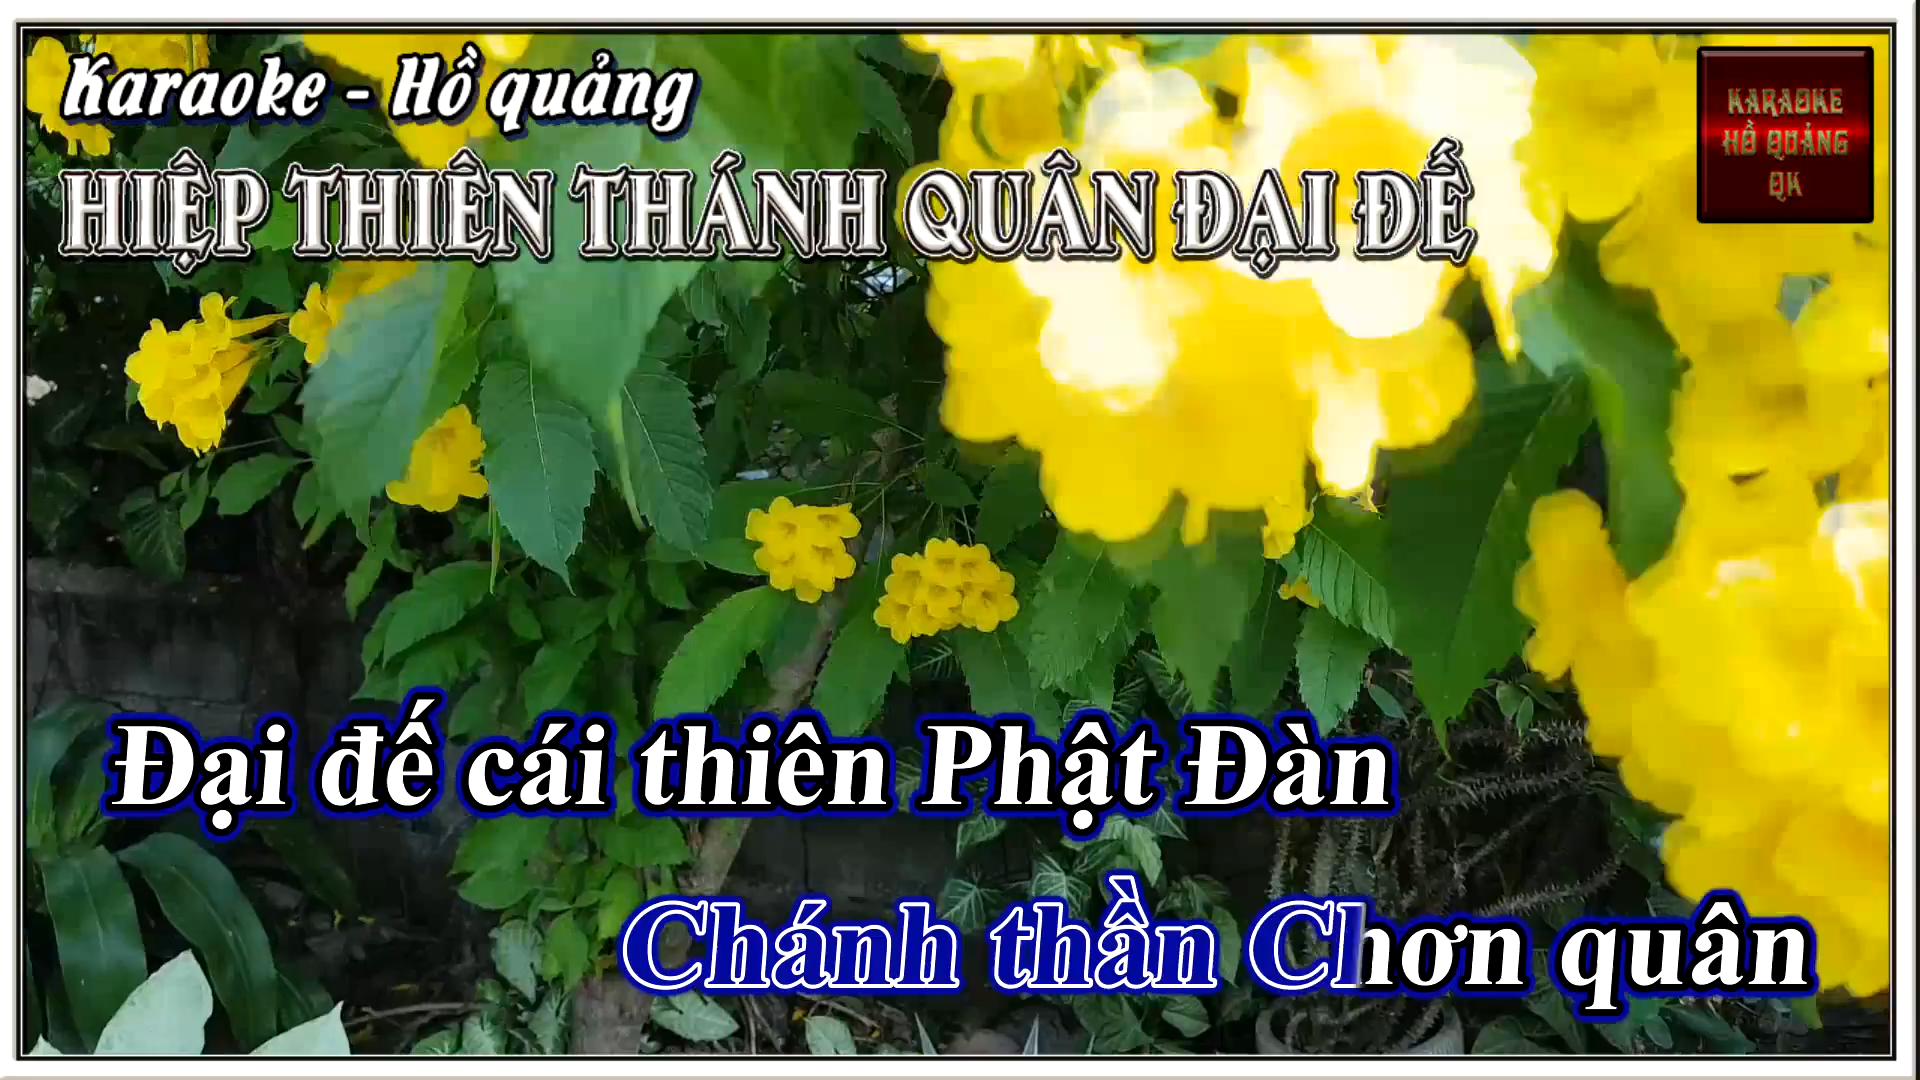 Karaoke - Hồ quảng
HIỆP THIÊN THÁNH QUÂN ĐẠI ĐẾ
KARAOKE
HỒ QUẢNG
QK
Đại đế cái thiên Phật Đàn
Chánh thần Chơn quân